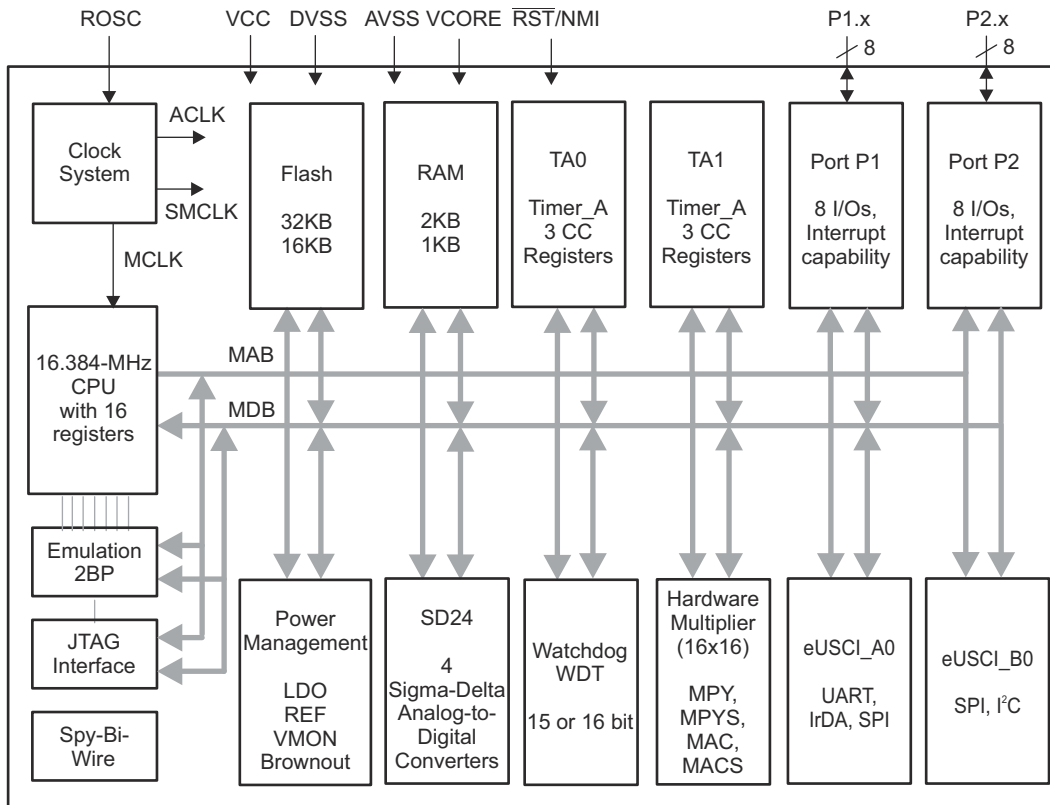 ROSC
VCC
DVSS
AVSS
VCORE
RST/NMI
P1.x
P2.x
8
8
Clock
System
ACLK
SMCLK
MCLK
Flash
32KB
16KB
RAM
2KB
1KB
TA0
Timer_A
3 CC
Registers
TA1
Timer_A
3 CC
Registers
Port P1
8 I/Os,
Interrupt
capability
Port P2
8 I/Os,
Interrupt
capability
16.384-MHz
CPU
with 16
registers
MAB
MDB
Emulation
2BP
JTAG
Interface
Spy-Bi-
Wire
Power
Management
LDO
REF
VMON
Brownout
SD24
4
Sigma-Delta
Analog-to-
Digital
Converters
Watchdog
WDT
15 or 16 bit
Hardware
Multiplier
(16x16)
MPY,
MPYS,
MAC,
MACS
eUSCI_A0
UART,
IrDA, SPI
eUSCI_B0
SPI, I²C